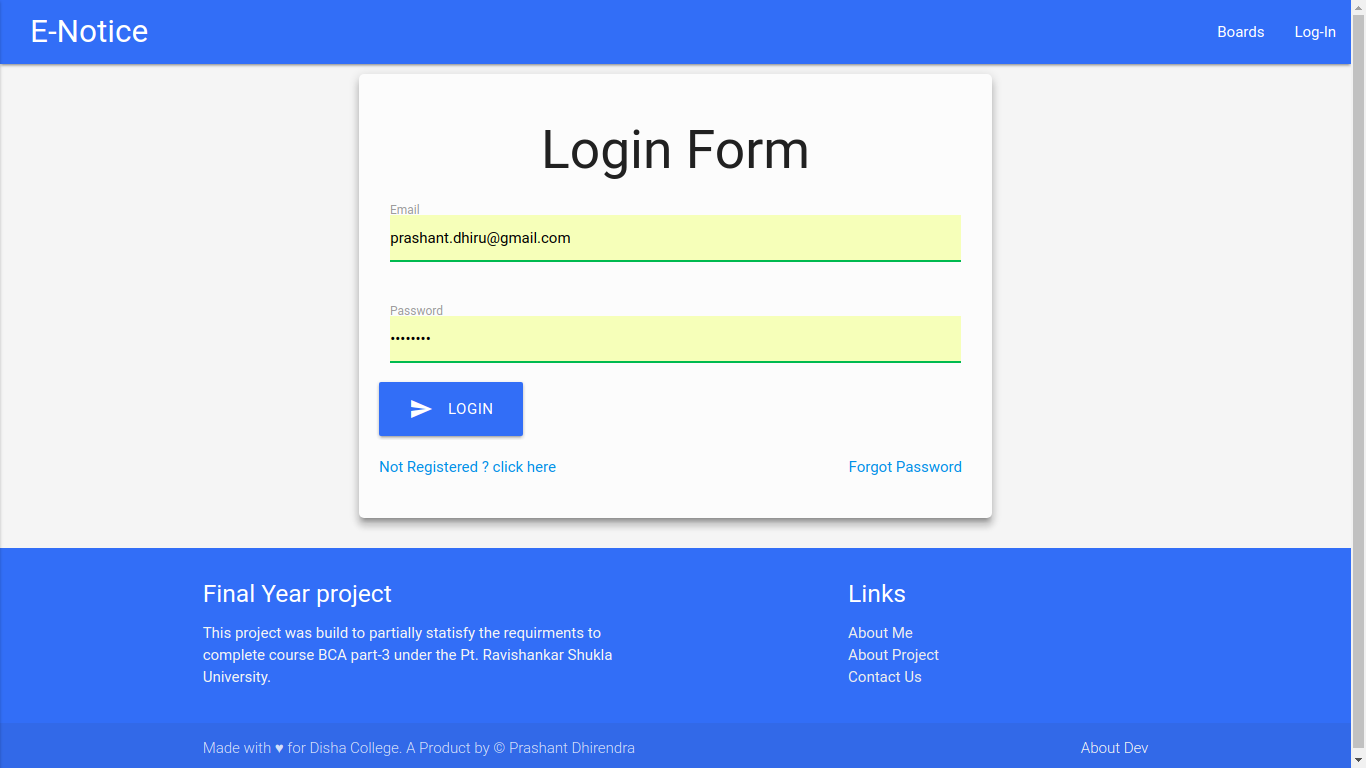 E-Notice
Boards
Log-In
Login Form
Email
prashant.dhiru@gmail.com
Password
••••••••
LOGIN
Not Registered ? click here
Forgot Password
Final Year project
This project was build to partially statisfy the requirments to
complete course BCA part-3 under the Pt. Ravishankar Shukla
University.
Links
About Me
About Project
Contact Us
Made with ♥ for Disha College. A Product by © Prashant Dhirendra
About Dev